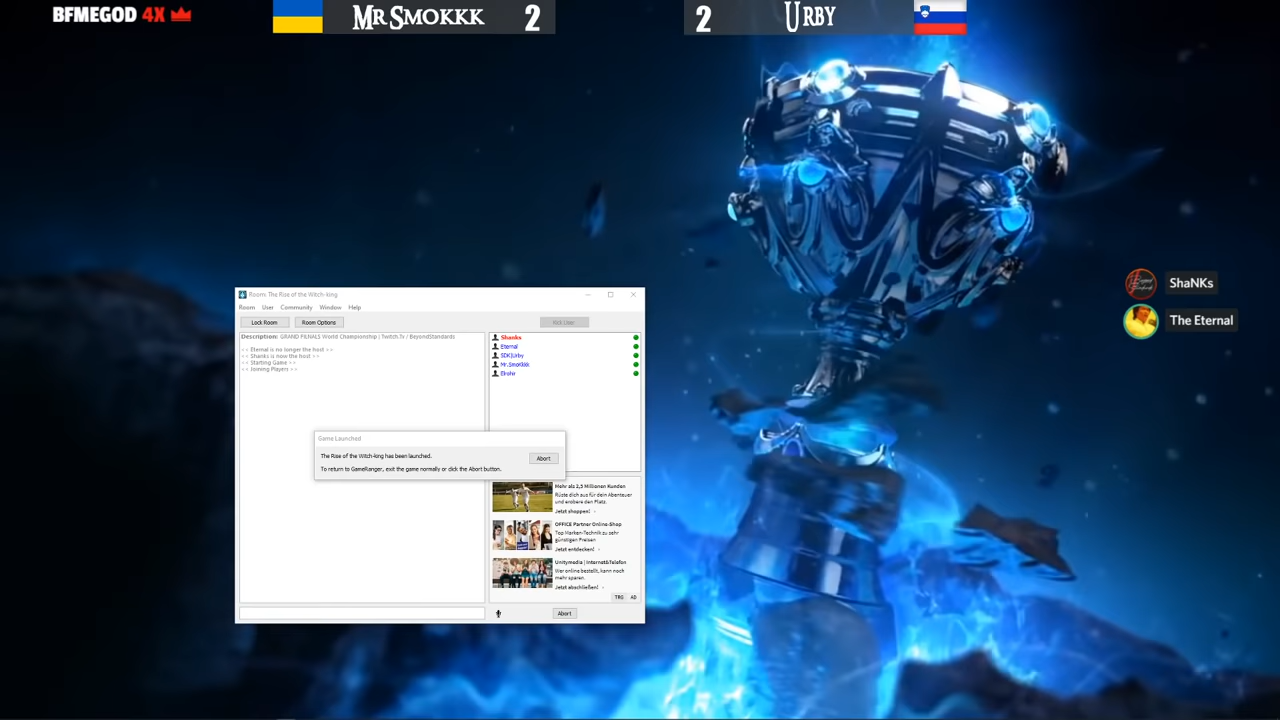 BFMEGOD 4X
MR SMOKKK 2
2 URBY
ShaNKs
The Eternal
Room: The Rise of the Witch-king
Room User Community Window Help
Lock Room Room Options Kick User
Description: GRAND FILNALS World Championship | Twitch.Tv / BeyondStandards
<< Eternal is no longer the host >>
<< Shanks is now the host >>
<< Starting Game >>
<< Joining Players >>
Shanks
Eternal
SDK|Urby
Mr.Smokkk
Elrohir
Game Launched
The Rise of the Witch-king has been launched.
Abort
To return to GameRanger, exit the game normally or click the Abort button.
Mehr als 2,5 Millionen Kunden
Rüste dich aus für dein Abenteuer
und erobere den Platz.
Jetzt shoppen! ›
OFFICE Partner Online-Shop
Top Marken-Technik zu sehr
günstigen Preisen
Jetzt entdecken! ›
Unitymedia | Internet&Telefon
Wer online bestellt, kann noch
mehr sparen.
Jetzt abschließen! ›
TRG AD
Abort